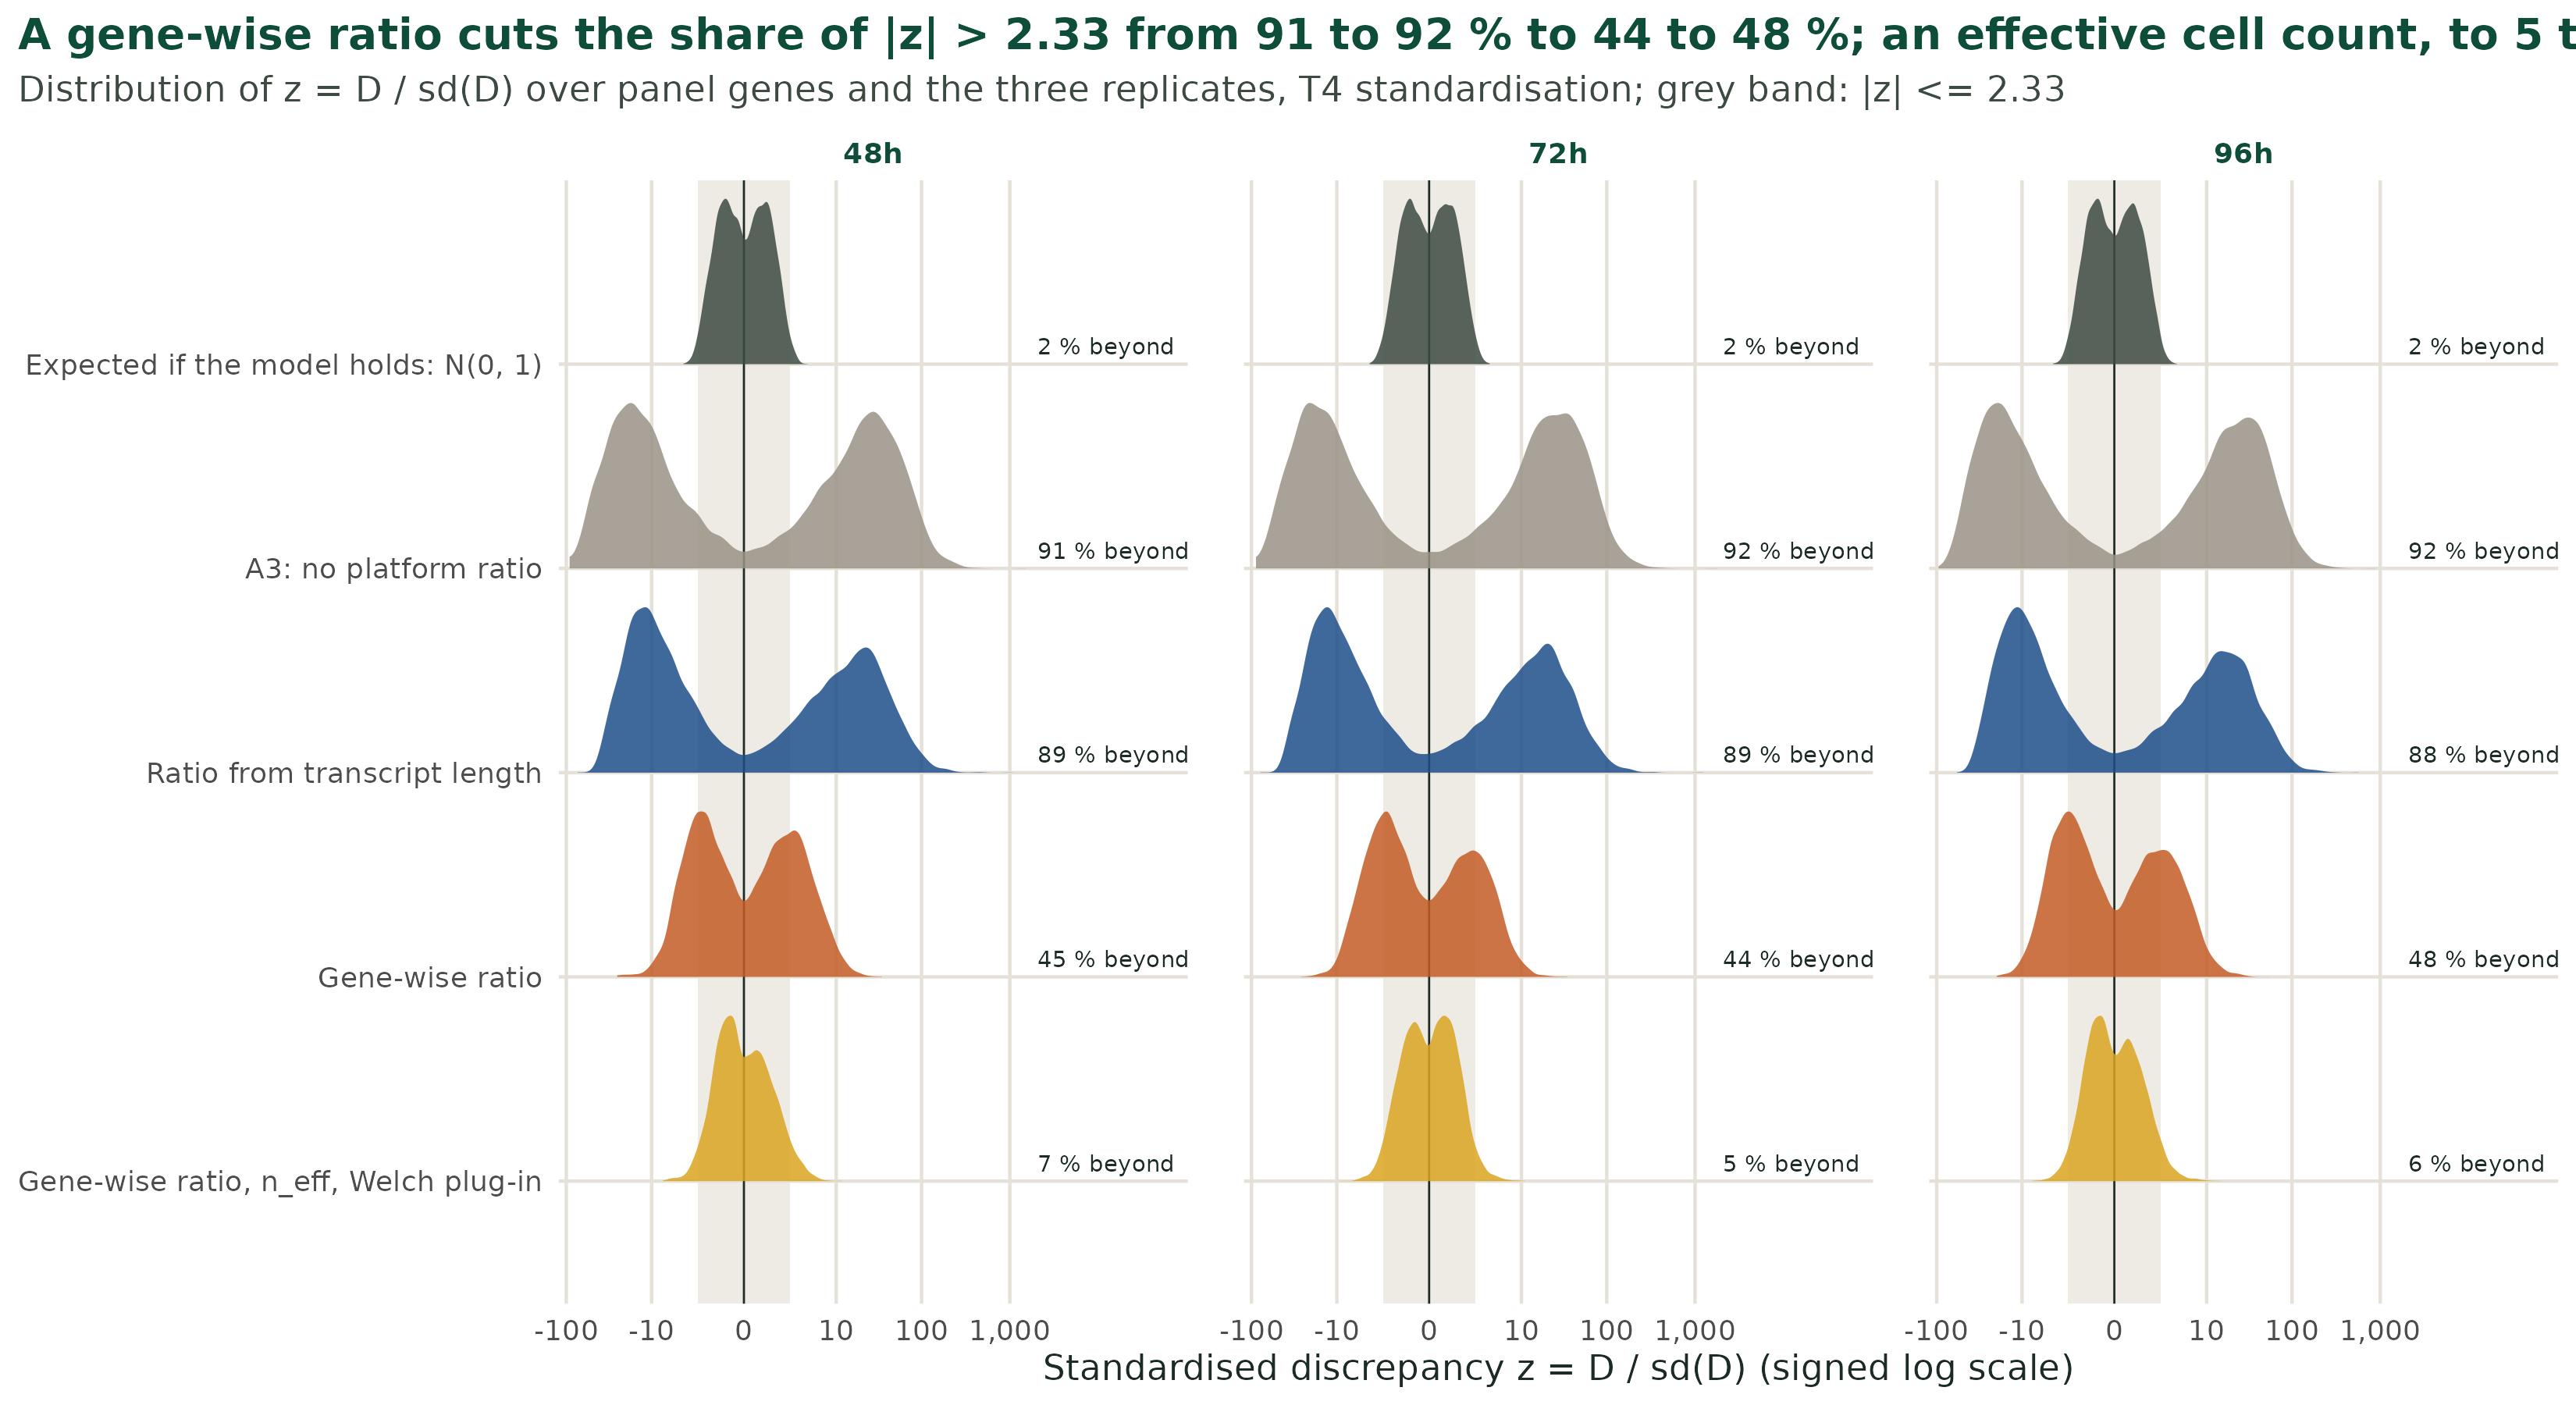 A gene-wise ratio cuts the share of |z| > 2.33 from 91 to 92 % to 44 to 48 %; an effective cell count, to 5 t
Distribution of z = D / sd(D) over panel genes and the three replicates, T4 standardisation; grey band: |z| <= 2.33
48h 72h 96h
Expected if the model holds: N(0, 1) 2 % beyond 2 % beyond 2 % beyond
A3: no platform ratio 91 % beyond 92 % beyond 92 % beyond
Ratio from transcript length 89 % beyond 89 % beyond 88 % beyond
Gene-wise ratio 45 % beyond 44 % beyond 48 % beyond
Gene-wise ratio, n_eff, Welch plug-in 7 % beyond 5 % beyond 6 % beyond
-100 -10 0 10 100 1,000 -100 -10 0 10 100 1,000 -100 -10 0 10 100 1,000
Standardised discrepancy z = D / sd(D) (signed log scale)